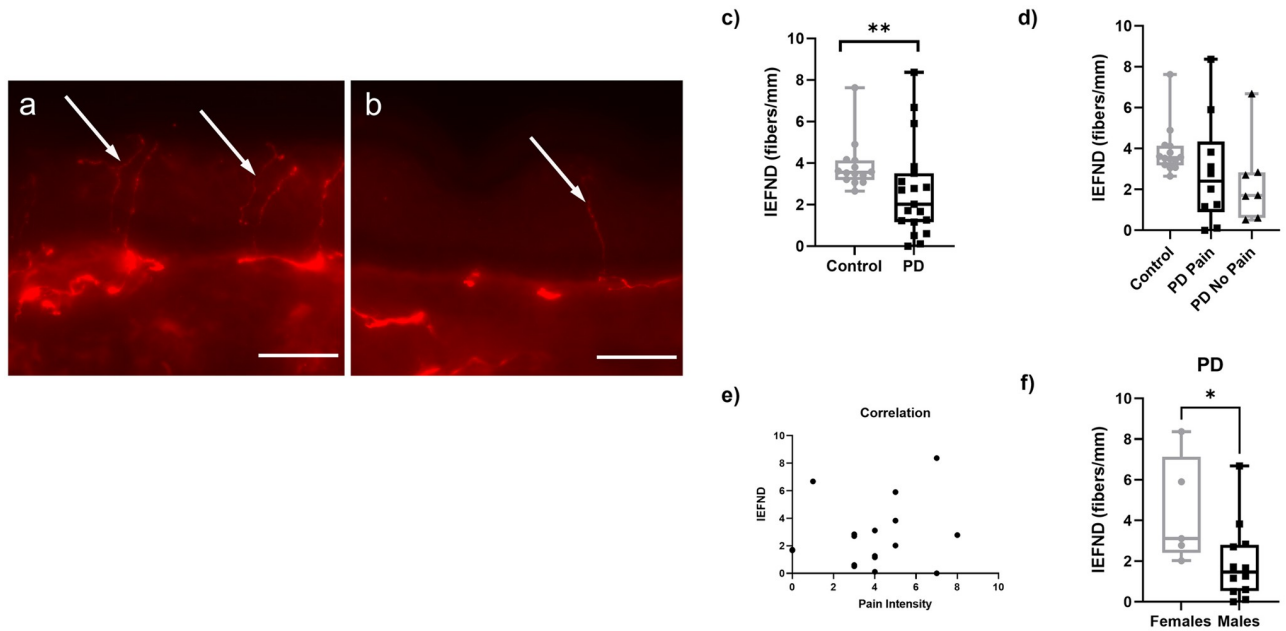 a
b
c)
**
IEFND (fibers/mm)
10
8
6
4
2
0
Control
PD
d)
IEFND (fibers/mm)
10
8
6
4
2
0
Control
PD Pain
PD No Pain
e)
Correlation
IEFND
10
8
6
4
2
0
0 2 4 6 8 10
Pain Intensity
f)
PD
*
IEFND (fibers/mm)
10
8
6
4
2
0
Females Males